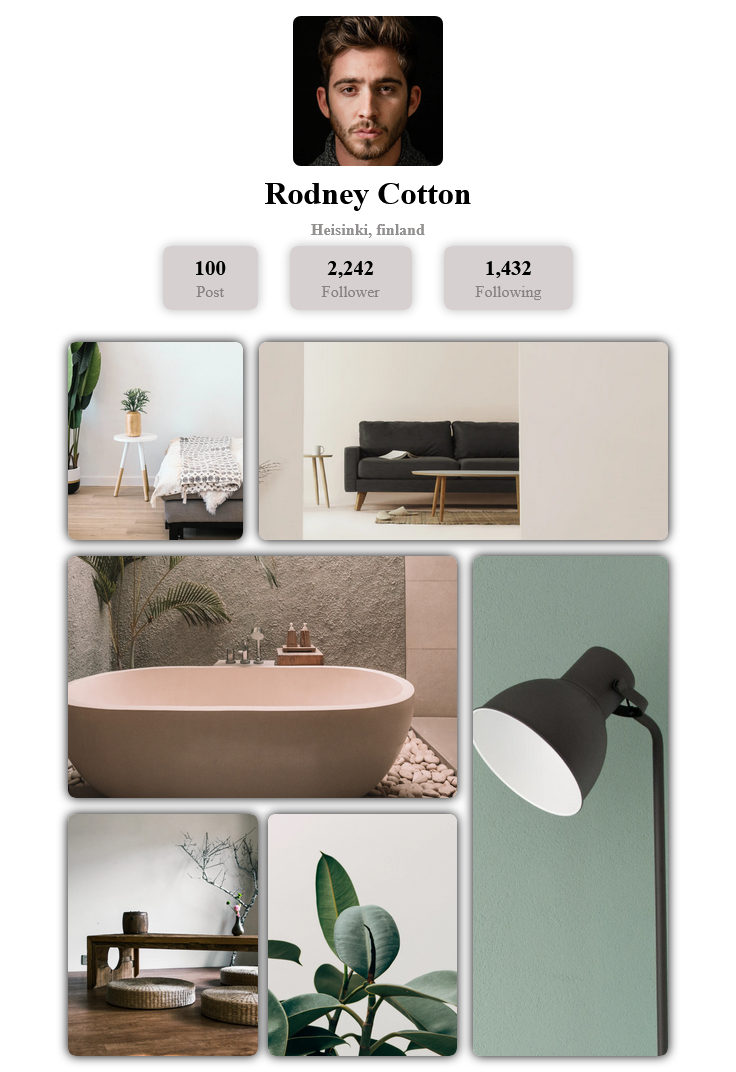 Rodney Cotton
Heisinki, finland
100
Post
2,242
Follower
1,432
Following